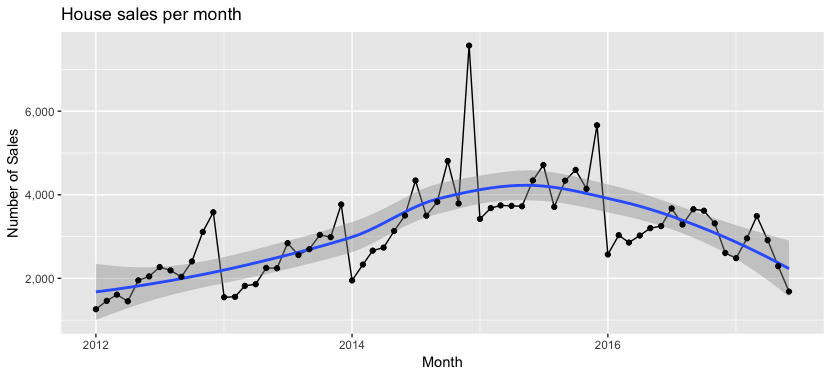 House sales per month
Number of Sales
6,000
4,000
2,000
2012
2014
2016
Month